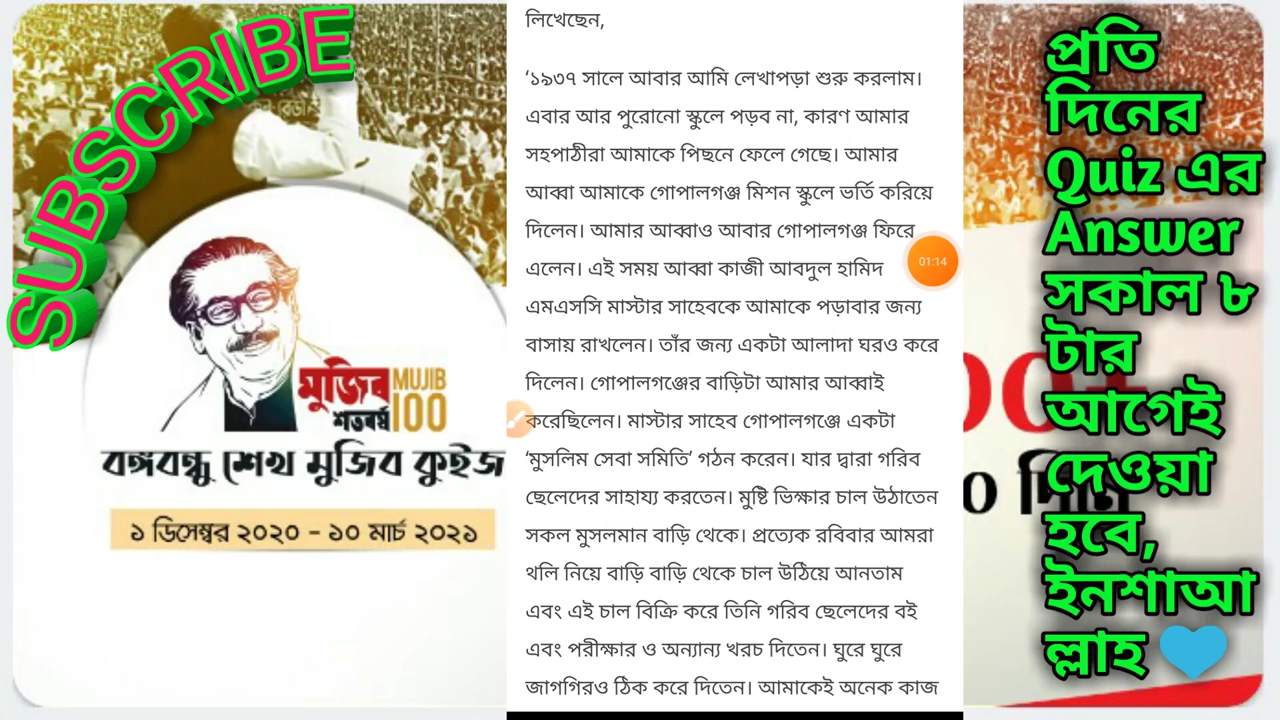 SUBSCRIBE
মুজিব
শতবর্ষ
MUJIB
100
বঙ্গবন্ধু শেখ মুজিব কুইজ
১ ডিসেম্বর ২০২০ - ১০ মার্চ ২০২১
লিখেছেন,
‘১৯৩৭ সালে আবার আমি লেখাপড়া শুরু করলাম।
এবার আর পুরোনো স্কুলে পড়ব না, কারণ আমার
সহপাঠীরা আমাকে পিছনে ফেলে গেছে। আমার
আব্বা আমাকে গোপালগঞ্জ মিশন স্কুলে ভর্তি করিয়ে
দিলেন। আমার আব্বাও আবার গোপালগঞ্জ ফিরে
এলেন। এই সময় আব্বা কাজী আবদুল হামিদ
এমএসসি মাস্টার সাহেবকে আমাকে পড়াবার জন্য
বাসায় রাখলেন। তাঁর জন্য একটা আলাদা ঘরও করে
দিলেন। গোপালগঞ্জের বাড়িটা আমার আব্বাই
করেছিলেন। মাস্টার সাহেব গোপালগঞ্জে একটা
‘মুসলিম সেবা সমিতি’ গঠন করেন। যার দ্বারা গরিব
ছেলেদের সাহায্য করতেন। মুষ্টি ভিক্ষার চাল উঠাতেন
সকল মুসলমান বাড়ি থেকে। প্রত্যেক রবিবার আমরা
থলি নিয়ে বাড়ি বাড়ি থেকে চাল উঠিয়ে আনতাম
এবং এই চাল বিক্রি করে তিনি গরিব ছেলেদের বই
এবং পরীক্ষার ও অন্যান্য খরচ দিতেন। ঘুরে ঘুরে
জাগগিরও ঠিক করে দিতেন। আমাকেই অনেক কাজ
01:14
প্রতি
দিনের
Quiz এর
Answer
সকাল ৮
টার
আগেই
দেওয়া
হবে,
ইনশাআ
ল্লাহ